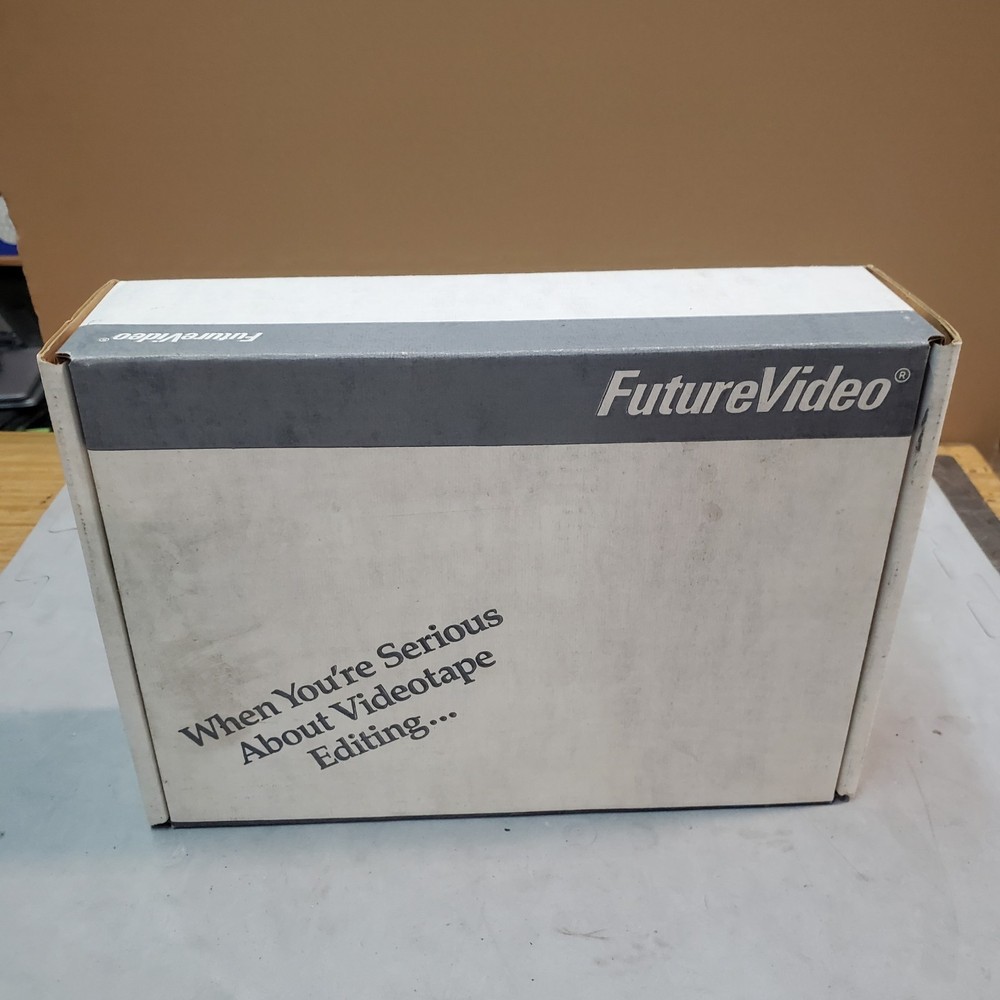 FutureVideo®
FutureVideo®
When You're Serious
About Videotape
Editing...